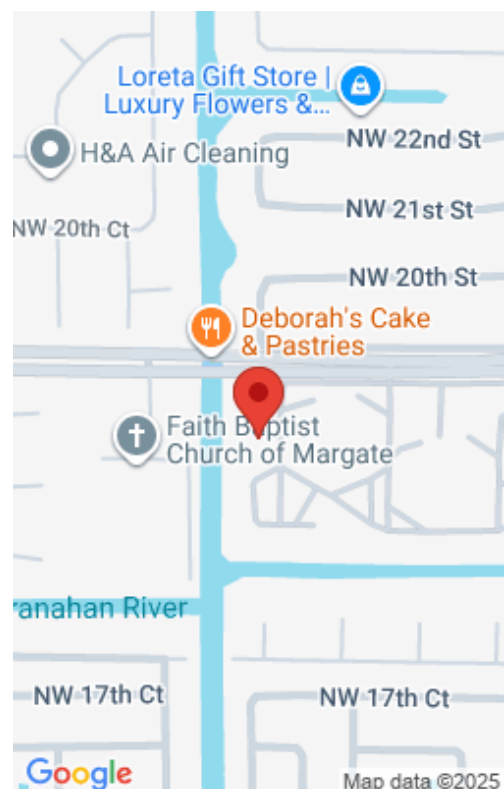 Loreta Gift Store |
Luxury Flowers &...
NW 22nd St
H&A Air Cleaning
NW 21st St
NW 20th Ct
NW 20th St
Deborah's Cake
& Pastries
Faith Baptist
Church of Margate
ranahan River
NW 17th Ct
NW 17th Ct
Google
Map data ©2025